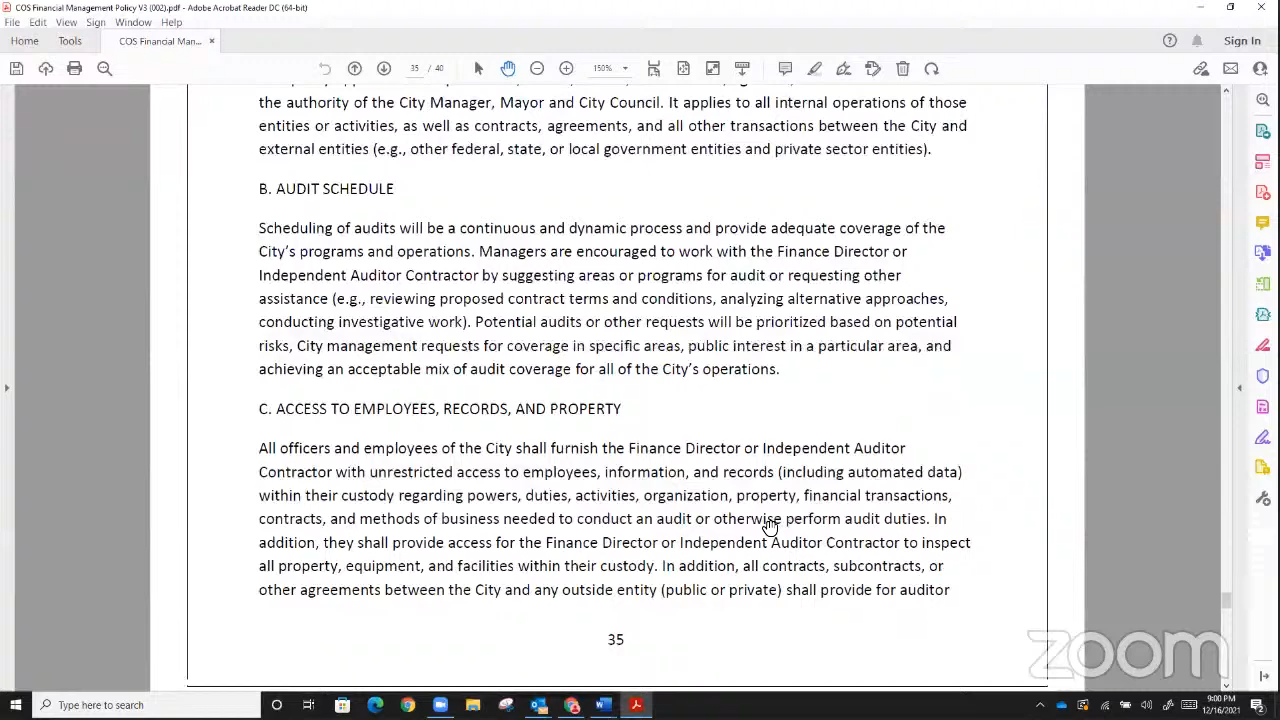 COS Financial Management Policy V3 (002).pdf - Adobe Acrobat Reader DC (64-bit)
File Edit View Sign Window Help
Home Tools COS Financial Man... × Sign In
35 / 40 150%
the authority of the City Manager, Mayor and City Council. It applies to all internal operations of those
entities or activities, as well as contracts, agreements, and all other transactions between the City and
external entities (e.g., other federal, state, or local government entities and private sector entities).
B. AUDIT SCHEDULE
Scheduling of audits will be a continuous and dynamic process and provide adequate coverage of the
City's programs and operations. Managers are encouraged to work with the Finance Director or
Independent Auditor Contractor by suggesting areas or programs for audit or requesting other
assistance (e.g., reviewing proposed contract terms and conditions, analyzing alternative approaches,
conducting investigative work). Potential audits or other requests will be prioritized based on potential
risks, City management requests for coverage in specific areas, public interest in a particular area, and
achieving an acceptable mix of audit coverage for all of the City's operations.
C. ACCESS TO EMPLOYEES, RECORDS, AND PROPERTY
All officers and employees of the City shall furnish the Finance Director or Independent Auditor
Contractor with unrestricted access to employees, information, and records (including automated data)
within their custody regarding powers, duties, activities, organization, property, financial transactions,
contracts, and methods of business needed to conduct an audit or otherwise perform audit duties. In
addition, they shall provide access for the Finance Director or Independent Auditor Contractor to inspect
all property, equipment, and facilities within their custody. In addition, all contracts, subcontracts, or
other agreements between the City and any outside entity (public or private) shall provide for auditor
35
zoom
Type here to search
9:00 PM
12/16/2021